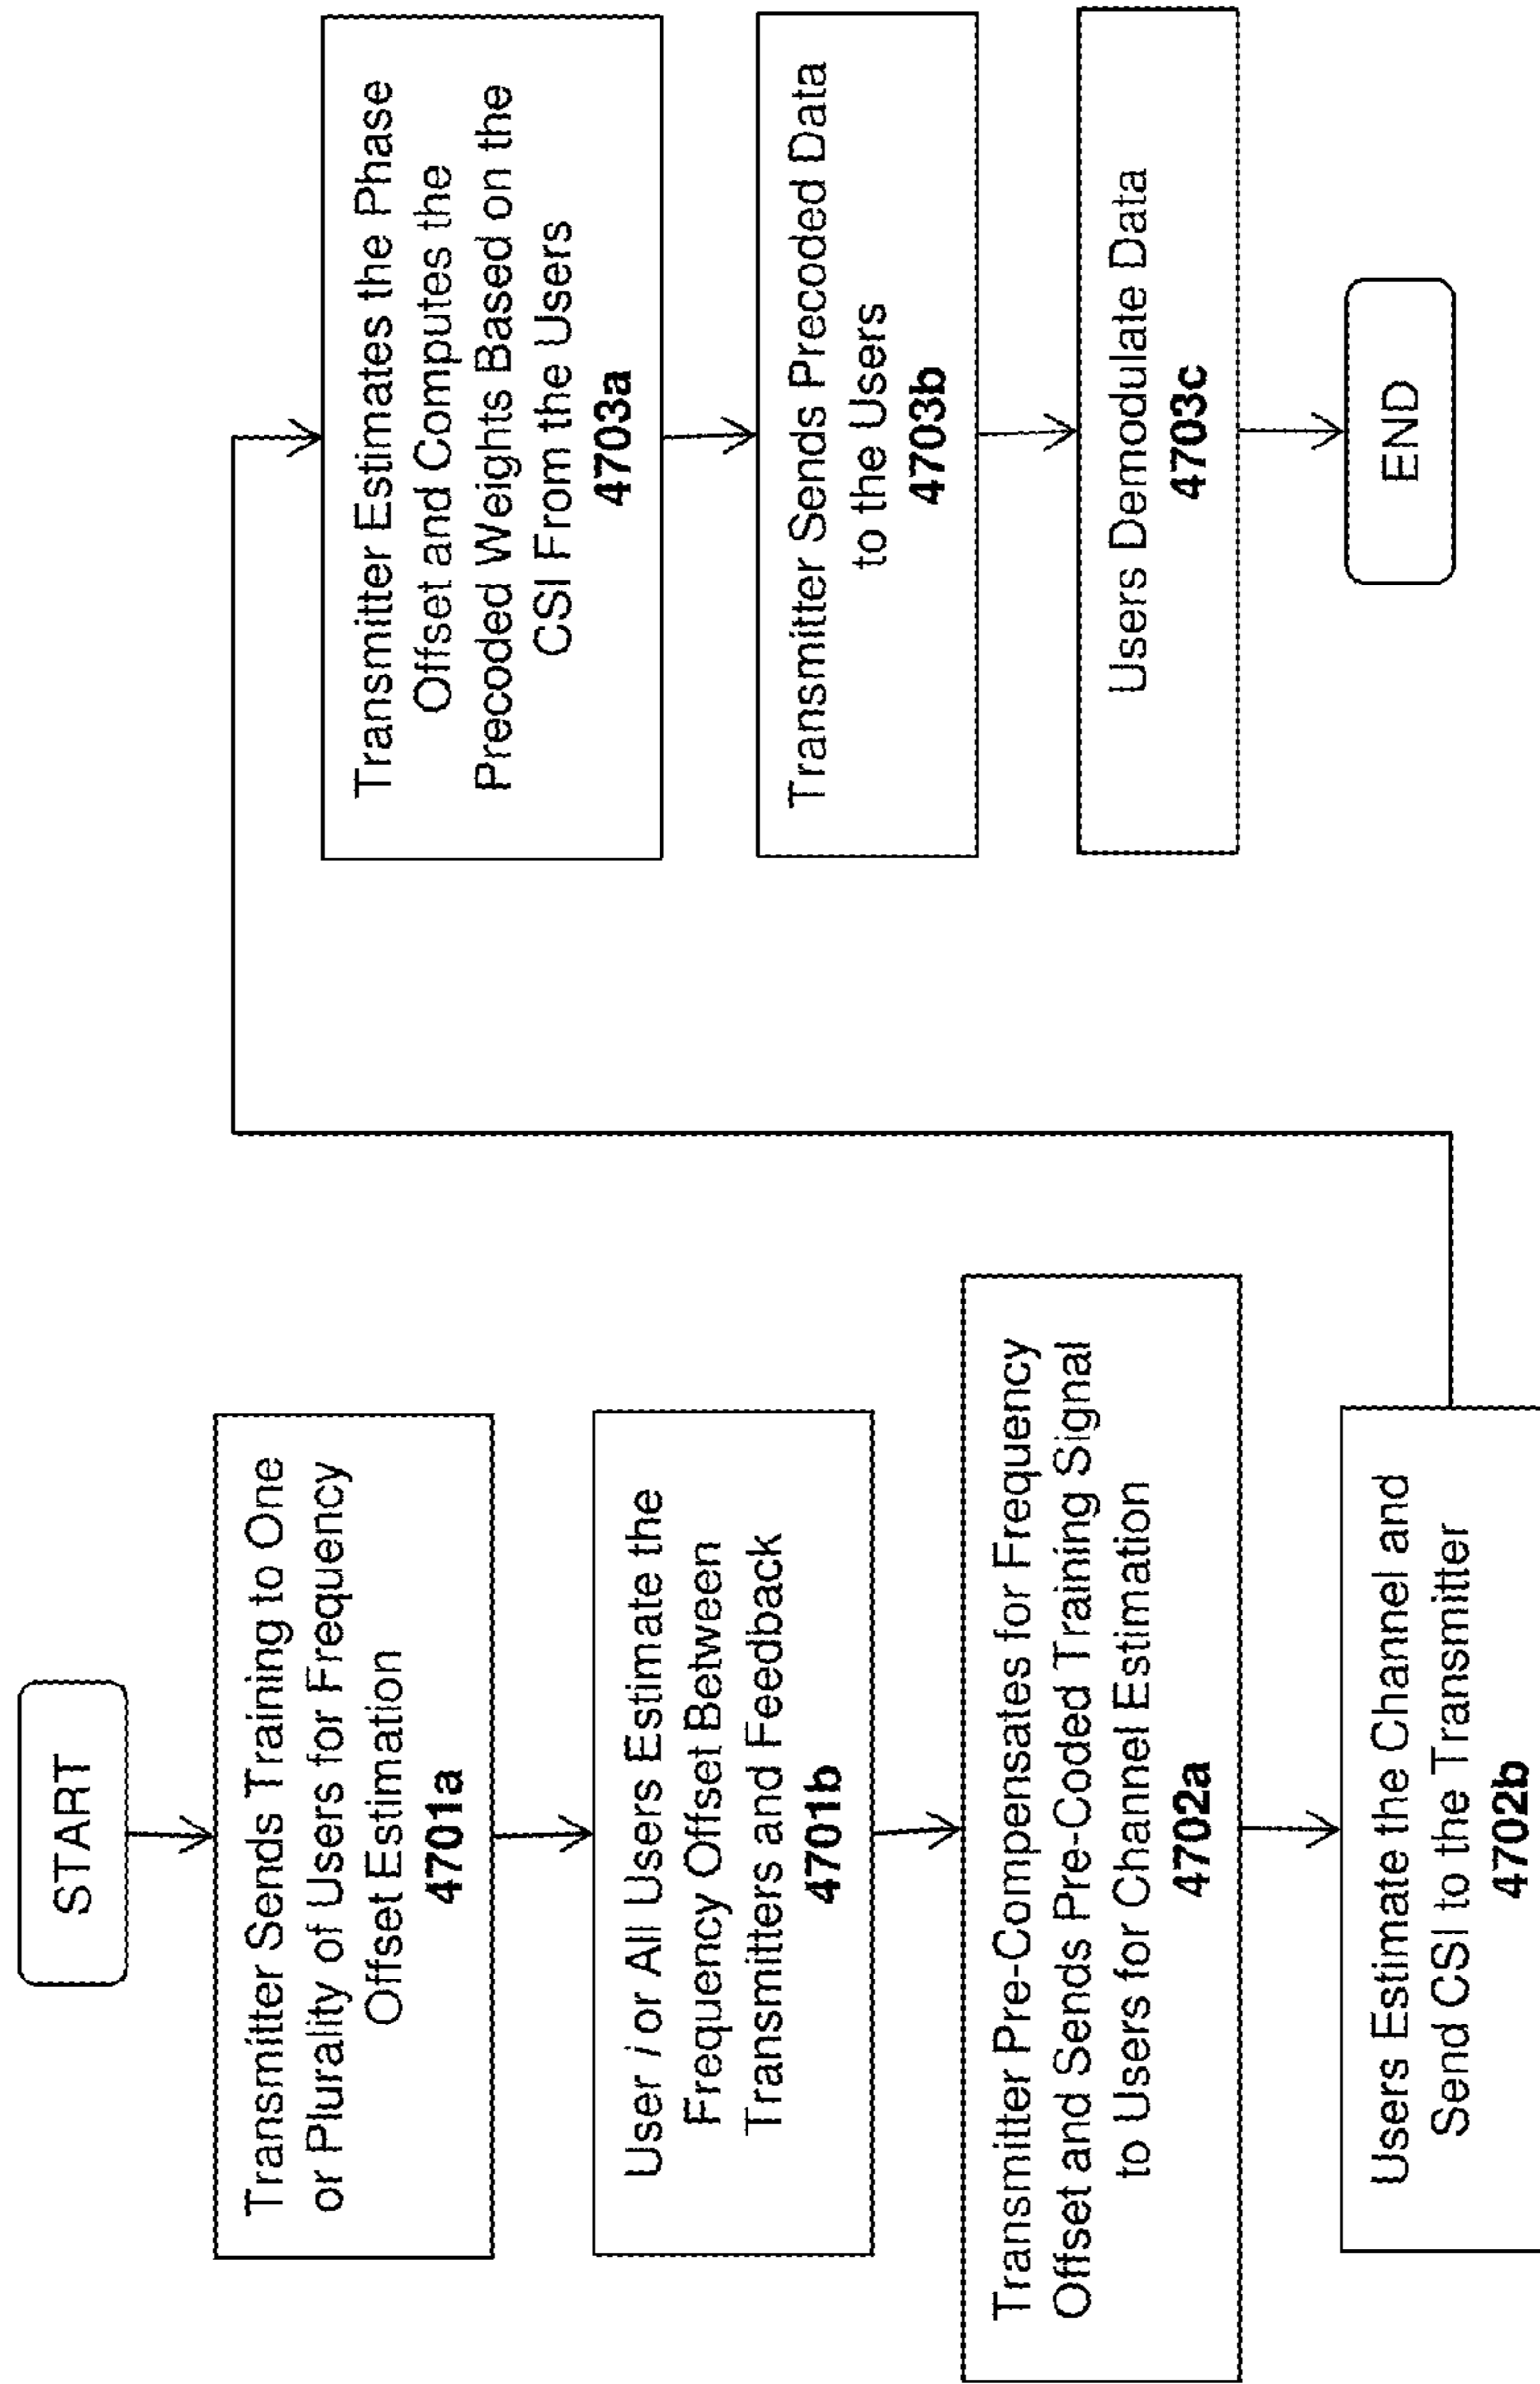 START
Transmitter Sends Training to One
or Plurality of Users for Frequency
Offset Estimation
4701a
User i or All Users Estimate the
Frequency Offset Between
Transmitters and Feedback
4701b
Transmitter Pre-Compensates for Frequency
Offset and Sends Pre-Coded Training Signal
to Users for Channel Estimation
4702a
Users Estimate the Channel and
Send CSI to the Transmitter
4702b
Transmitter Estimates the Phase
Offset and Computes the
Precoded Weights Based on the
CSI From the Users
4703a
Transmitter Sends Precoded Data
to the Users
4703b
Users Demodulate Data
4703c
END